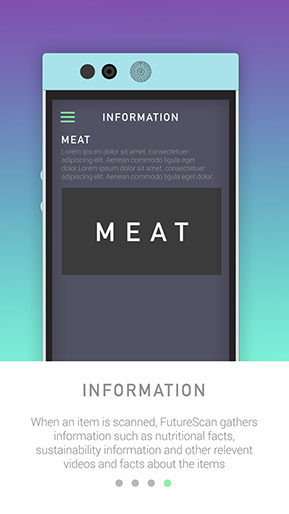 INFORMATION
MEAT
Lorem ipsum dolor sit amet, consectetuer
adipiscing elit. Aenean commodo ligula eget
dolor.Lorem ipsum dolor sit amet, consectetuer
adipiscing elit. Aenean commodo ligula eget dolor.
MEAT
INFORMATION
When an item is scanned, FutureScan gathers
information such as nutritional facts,
sustainability information and other relevent
videos and facts about the items